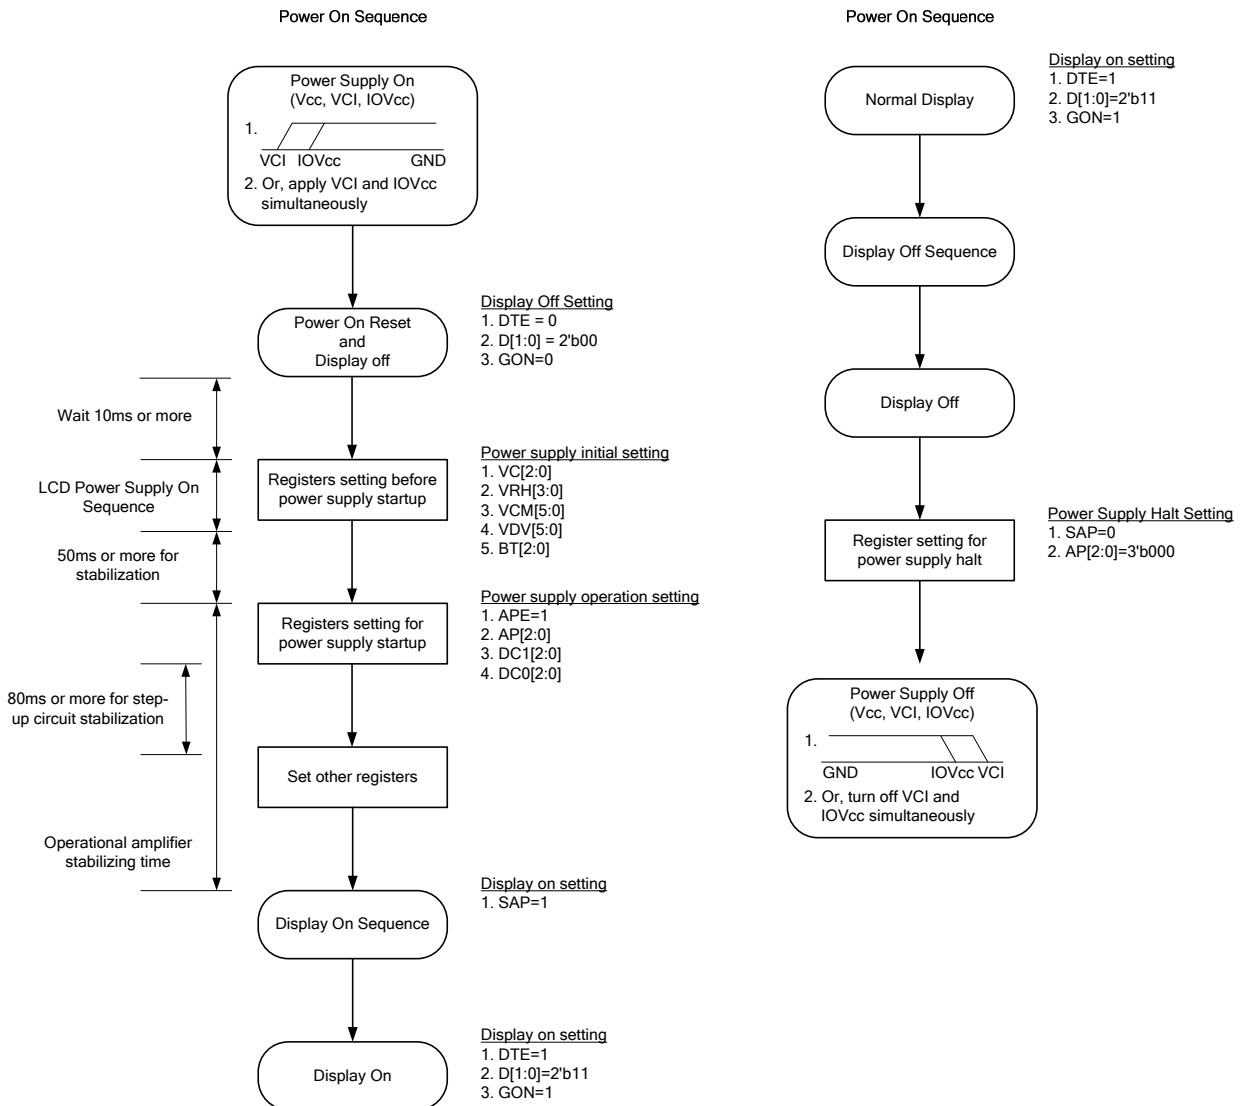 Power On Sequence
Power Supply On
(Vcc, VCI, IOVcc)
1.
VCI IOVcc GND
2. Or, apply VCI and IOVcc
simultaneously
Power On Reset
and
Display off
Display Off Setting
1. DTE = 0
2. D[1:0] = 2'b00
3. GON=0
Wait 10ms or more
LCD Power Supply On
Sequence
Registers setting before
power supply startup
Power supply initial setting
1. VC[2:0]
2. VRH[3:0]
3. VCM[5:0]
4. VDV[5:0]
5. BT[2:0]
50ms or more for
stabilization
Registers setting for
power supply startup
Power supply operation setting
1. APE=1
2. AP[2:0]
3. DC1[2:0]
4. DC0[2:0]
80ms or more for step-
up circuit stabilization
Set other registers
Operational amplifier
stabilizing time
Display On Sequence
Display on setting
1. SAP=1
Display On
Display on setting
1. DTE=1
2. D[1:0]=2'b11
3. GON=1
Power On Sequence
Normal Display
Display on setting
1. DTE=1
2. D[1:0]=2'b11
3. GON=1
Display Off Sequence
Display Off
Register setting for
power supply halt
Power Supply Halt Setting
1. SAP=0
2. AP[2:0]=3'b000
Power Supply Off
(Vcc, VCI, IOVcc)
1.
GND IOVcc VCI
2. Or, turn off VCI and
IOVcc simultaneously